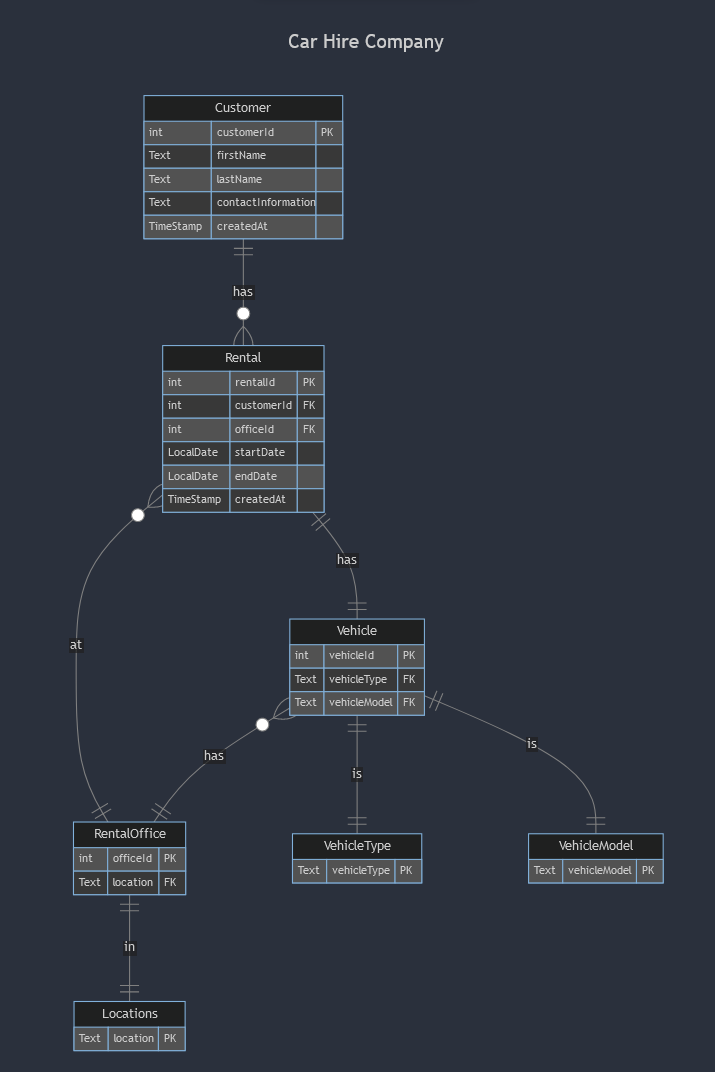 Car Hire Company
Customer
int customerId PK
Text firstName
Text lastName
Text contactInformation
TimeStamp createdAt
has
Rental
int rentalId PK
int customerId FK
int officeId FK
LocalDate startDate
LocalDate endDate
TimeStamp createdAt
has
Vehicle
at
int vehicleId PK
Text vehicleType FK
Text vehicleModel FK
is
has
is
RentalOffice
int officeId PK
Text location FK
VehicleType
Text vehicleType PK
VehicleModel
Text vehicleModel PK
in
Locations
Text location PK